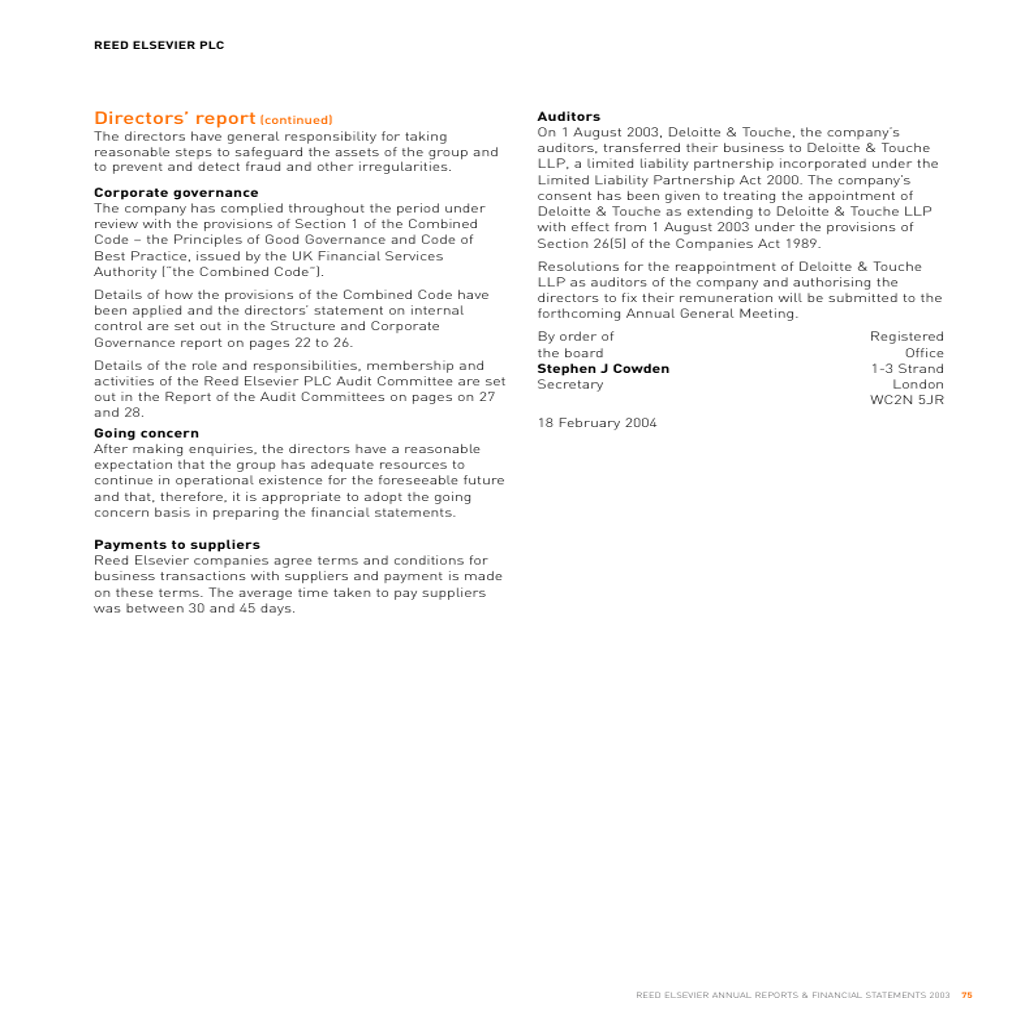 REED ELSEVIER PLC
Directors' report (continued)
The directors have general responsibility for taking
reasonable steps to safeguard the assets of the group and
to prevent and detect fraud and other irregularities.
Corporate governance
The company has complied throughout the period under
review with the provisions of Section 1 of the Combined
Code – the Principles of Good Governance and Code of
Best Practice, issued by the UK Financial Services
Authority ("the Combined Code").
Details of how the provisions of the Combined Code have
been applied and the directors' statement on internal
control are set out in the Structure and Corporate
Governance report on pages 22 to 26.
Details of the role and responsibilities, membership and
activities of the Reed Elsevier PLC Audit Committee are set
out in the Report of the Audit Committees on pages on 27
and 28.
Going concern
After making enquiries, the directors have a reasonable
expectation that the group has adequate resources to
continue in operational existence for the foreseeable future
and that, therefore, it is appropriate to adopt the going
concern basis in preparing the financial statements.
Payments to suppliers
Reed Elsevier companies agree terms and conditions for
business transactions with suppliers and payment is made
on these terms. The average time taken to pay suppliers
was between 30 and 45 days.
Auditors
On 1 August 2003, Deloitte & Touche, the company's
auditors, transferred their business to Deloitte & Touche
LLP, a limited liability partnership incorporated under the
Limited Liability Partnership Act 2000. The company's
consent has been given to treating the appointment of
Deloitte & Touche as extending to Deloitte & Touche LLP
with effect from 1 August 2003 under the provisions of
Section 26(5) of the Companies Act 1989.
Resolutions for the reappointment of Deloitte & Touche
LLP as auditors of the company and authorising the
directors to fix their remuneration will be submitted to the
forthcoming Annual General Meeting.
By order of Registered
the board Office
Stephen J Cowden 1-3 Strand
Secretary London
WC2N 5JR
18 February 2004
REED ELSEVIER ANNUAL REPORTS & FINANCIAL STATEMENTS 2003 75